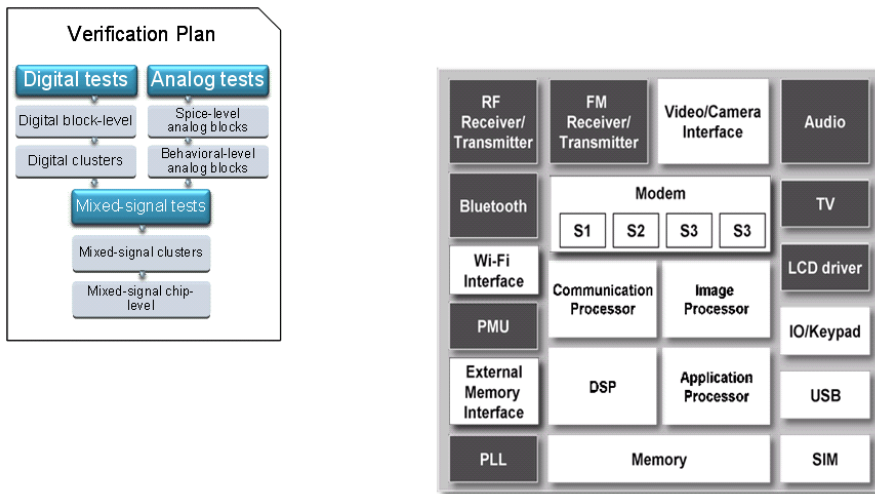 Verification Plan
Digital tests
Analog tests
Digital block-level
Spice-level
analog blocks
Digital clusters
Behavioral-level
analog blocks
Mixed-signal tests
Mixed-signal clusters
Mixed-signal chip-
level
RF
Receiver/
Transmitter
FM
Receiver/
Transmitter
Video/Camera
Interface
Audio
Bluetooth
Modem
S1 S2 S3 S3
TV
Wi-Fi
Interface
Communication
Processor
Image
Processor
LCD driver
PMU
IO/Keypad
External
Memory
Interface
DSP
Application
Processor
USB
PLL
Memory
SIM